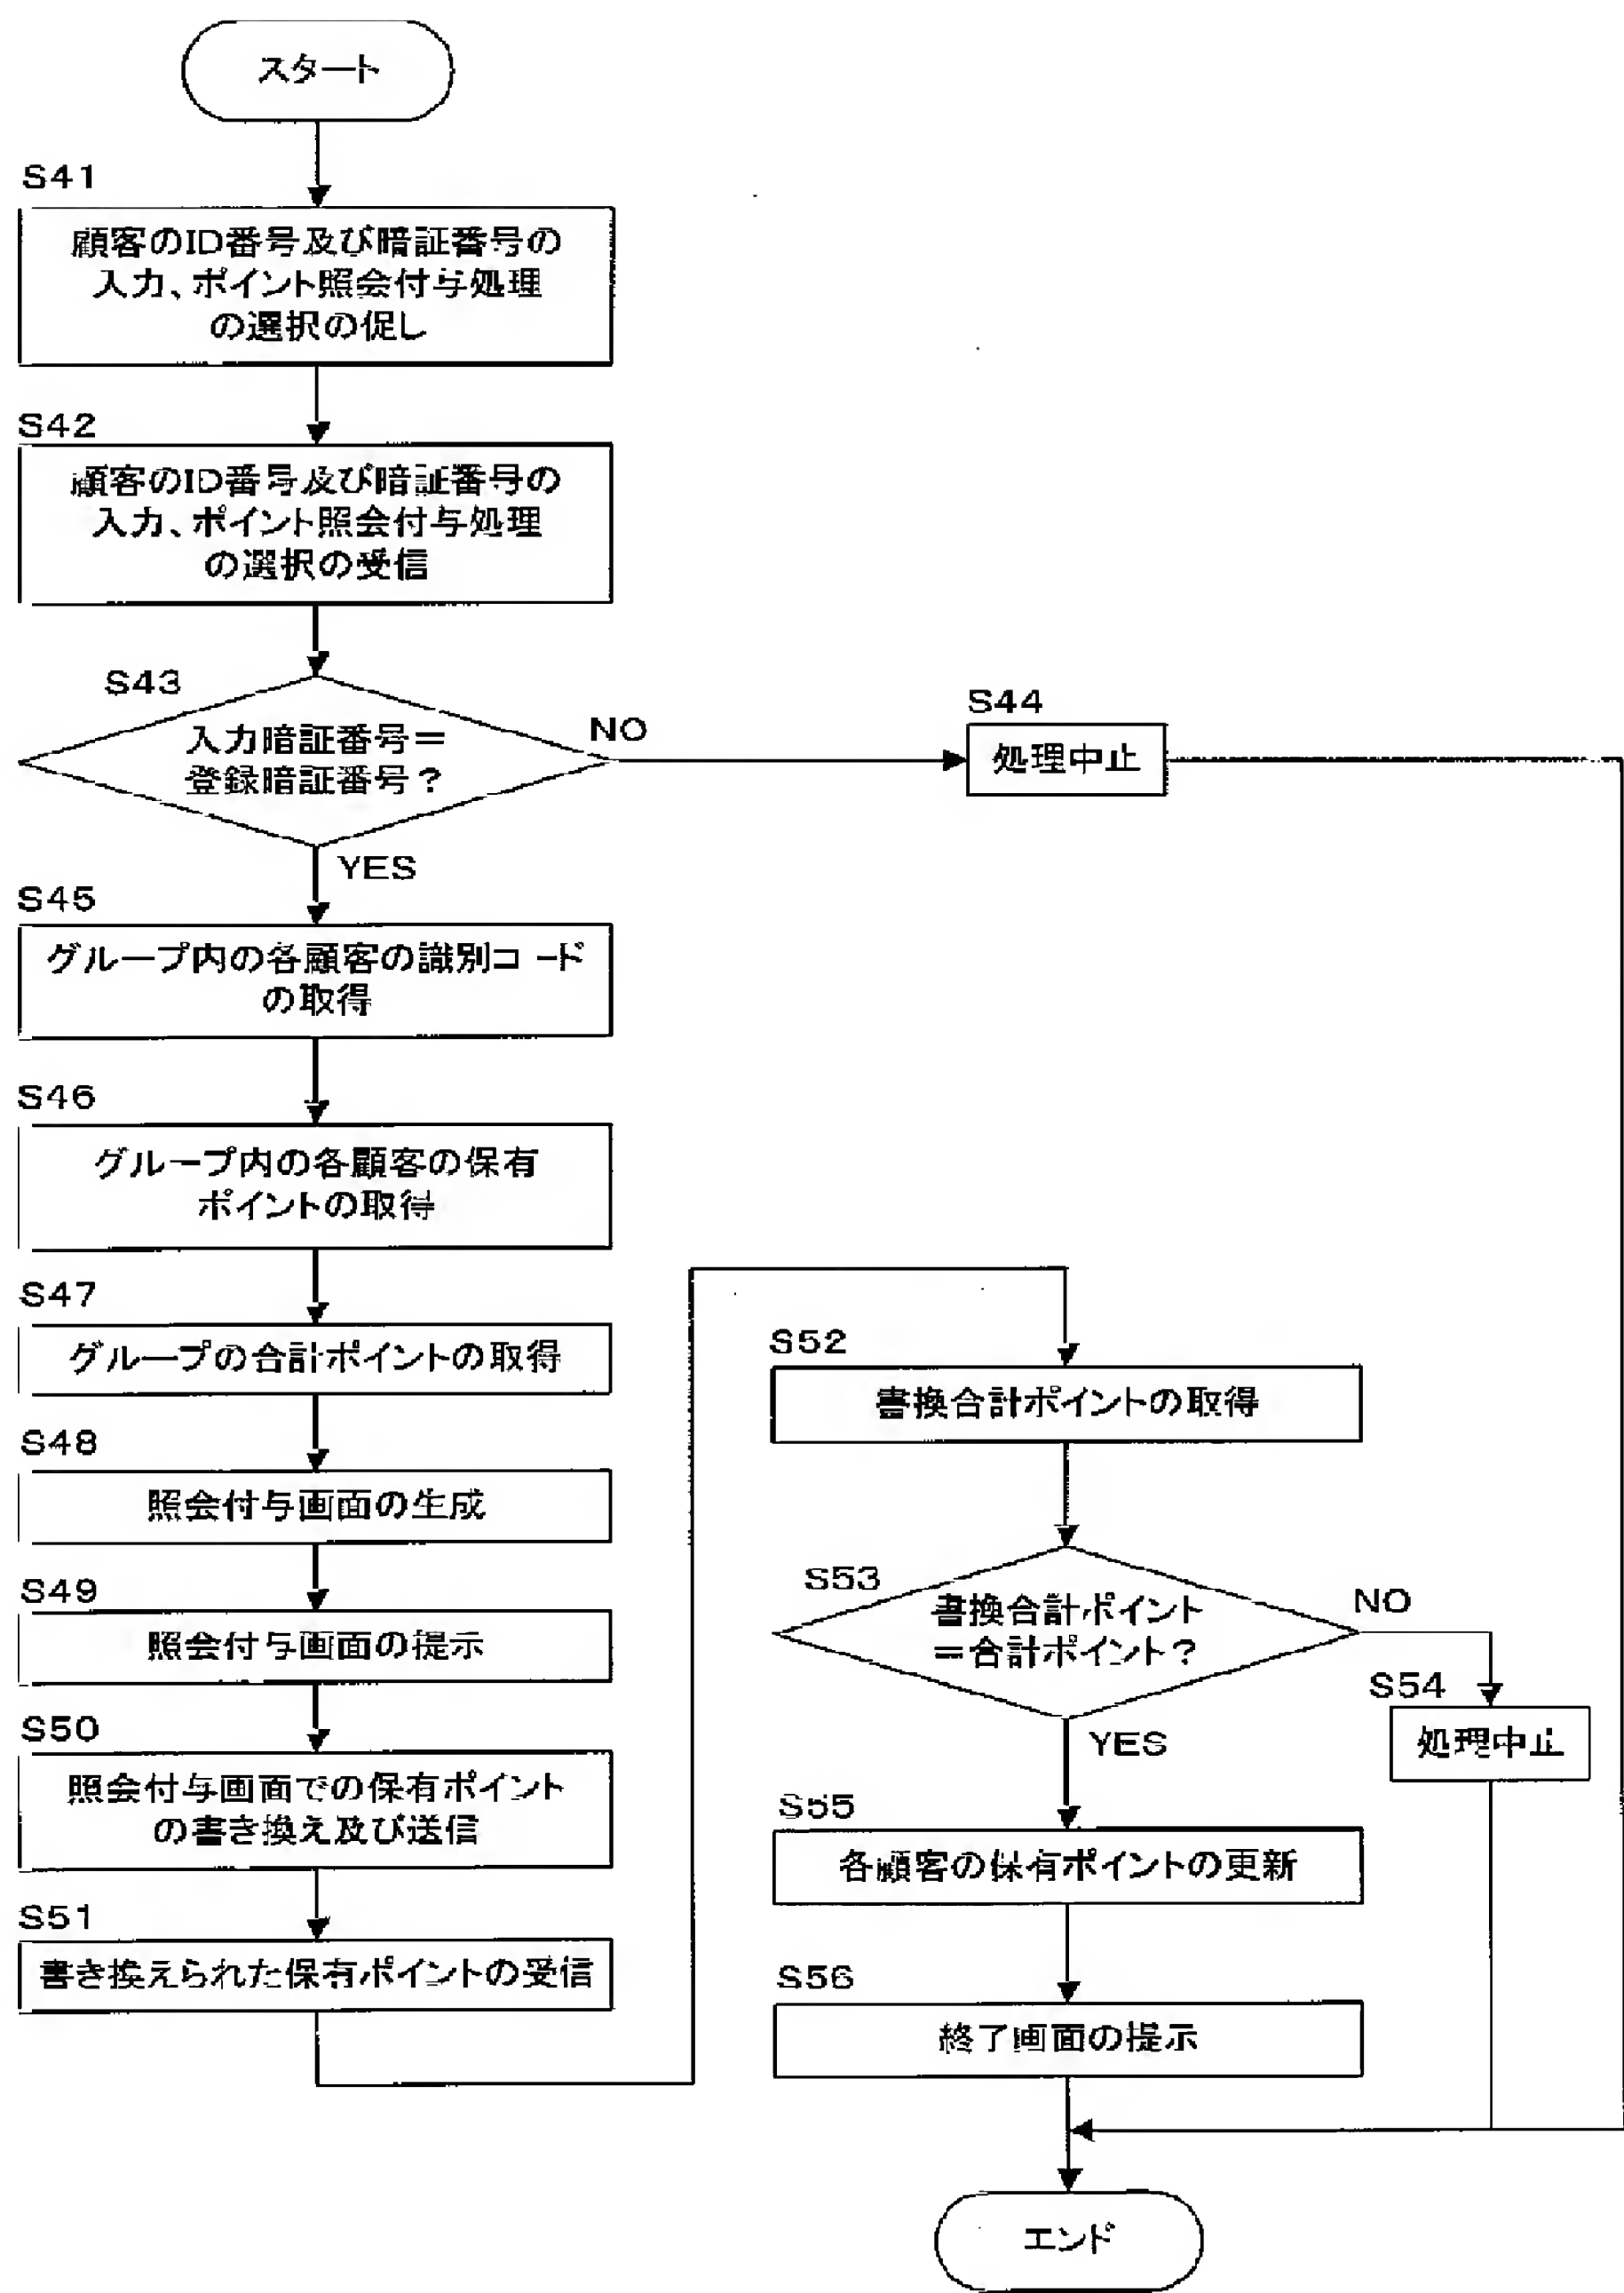 スタート
S41
顧客のID番号及び暗証番号の
入力、ポイント照会付与処理
の選択の促し
S42
顧客のID番号及び暗証番号の
入力、ポイント照会付与処理
の選択の受信
S43
入力暗証番号＝
登録暗証番号？
NO
S44
処理中止
YES
S45
グループ内の各顧客の識別コード
の取得
S46
グループ内の各顧客の保有
ポイントの取得
S47
グループの合計ポイントの取得
S48
照会付与画面の生成
S49
照会付与画面の提示
S50
照会付与画面での保有ポイント
の書き換え及び送信
S51
書き換えられた保有ポイントの受信
S52
書換合計ポイントの取得
S53
書換合計ポイント
＝合計ポイント？
NO
S54
処理中止
YES
S55
各顧客の保有ポイントの更新
S56
終了画面の提示
エンド